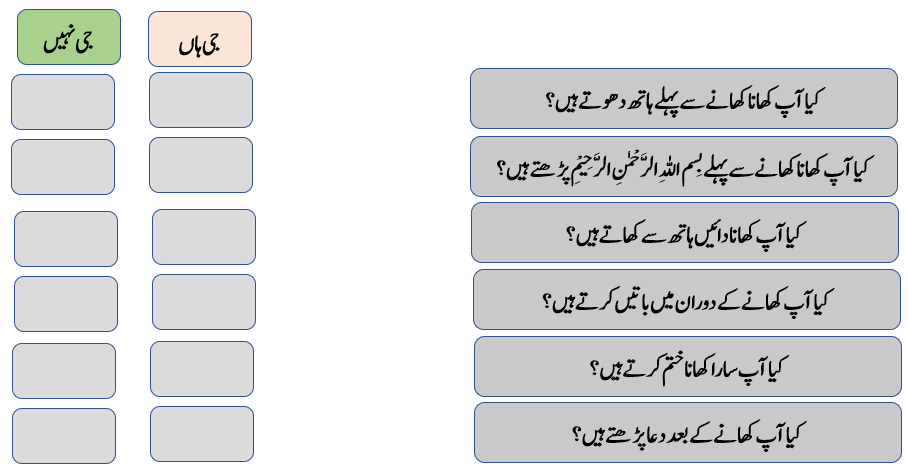 جی ہاں
جی نہیں
کیا آپ کھانا کھانے سے پہلے ہاتھ دھوتے ہیں؟
کیا آپ کھانا کھانے سے پہلے بِسم اللہِ الرَّحْمٰنِ الرَّحِیْمِ پڑھتے ہیں؟
کیا آپ کھانا دائیں ہاتھ سے کھاتے ہیں؟
کیا آپ کھانے کے دوران میں باتیں کرتے ہیں؟
کیا آپ سارا کھانا ختم کرتے ہیں؟
کیا آپ کھانے کے بعد دعا پڑھتے ہیں؟